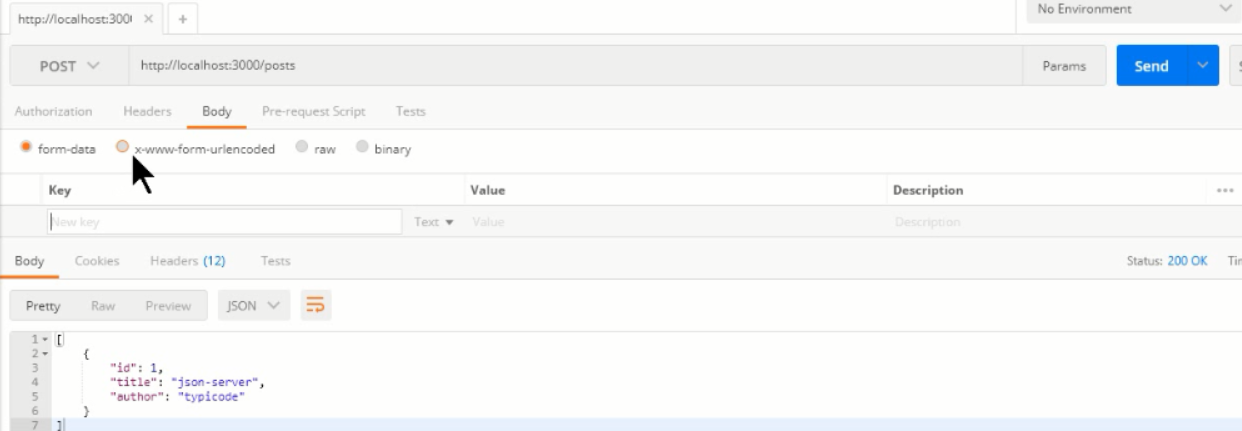 http://localhost:300 × +
No Environment
POST http://localhost:3000/posts Params Send
Authorization Headers Body Pre-request Script Tests
form-data x-www-form-urlencoded raw binary
Key Value Description •••
New key Text Value Description
Body Cookies Headers (12) Tests Status: 200 OK
Pretty Raw Preview JSON
1 [
2 {
3 "id": 1,
4 "title": "json-server",
5 "author": "typicode"
6 }
7 ]